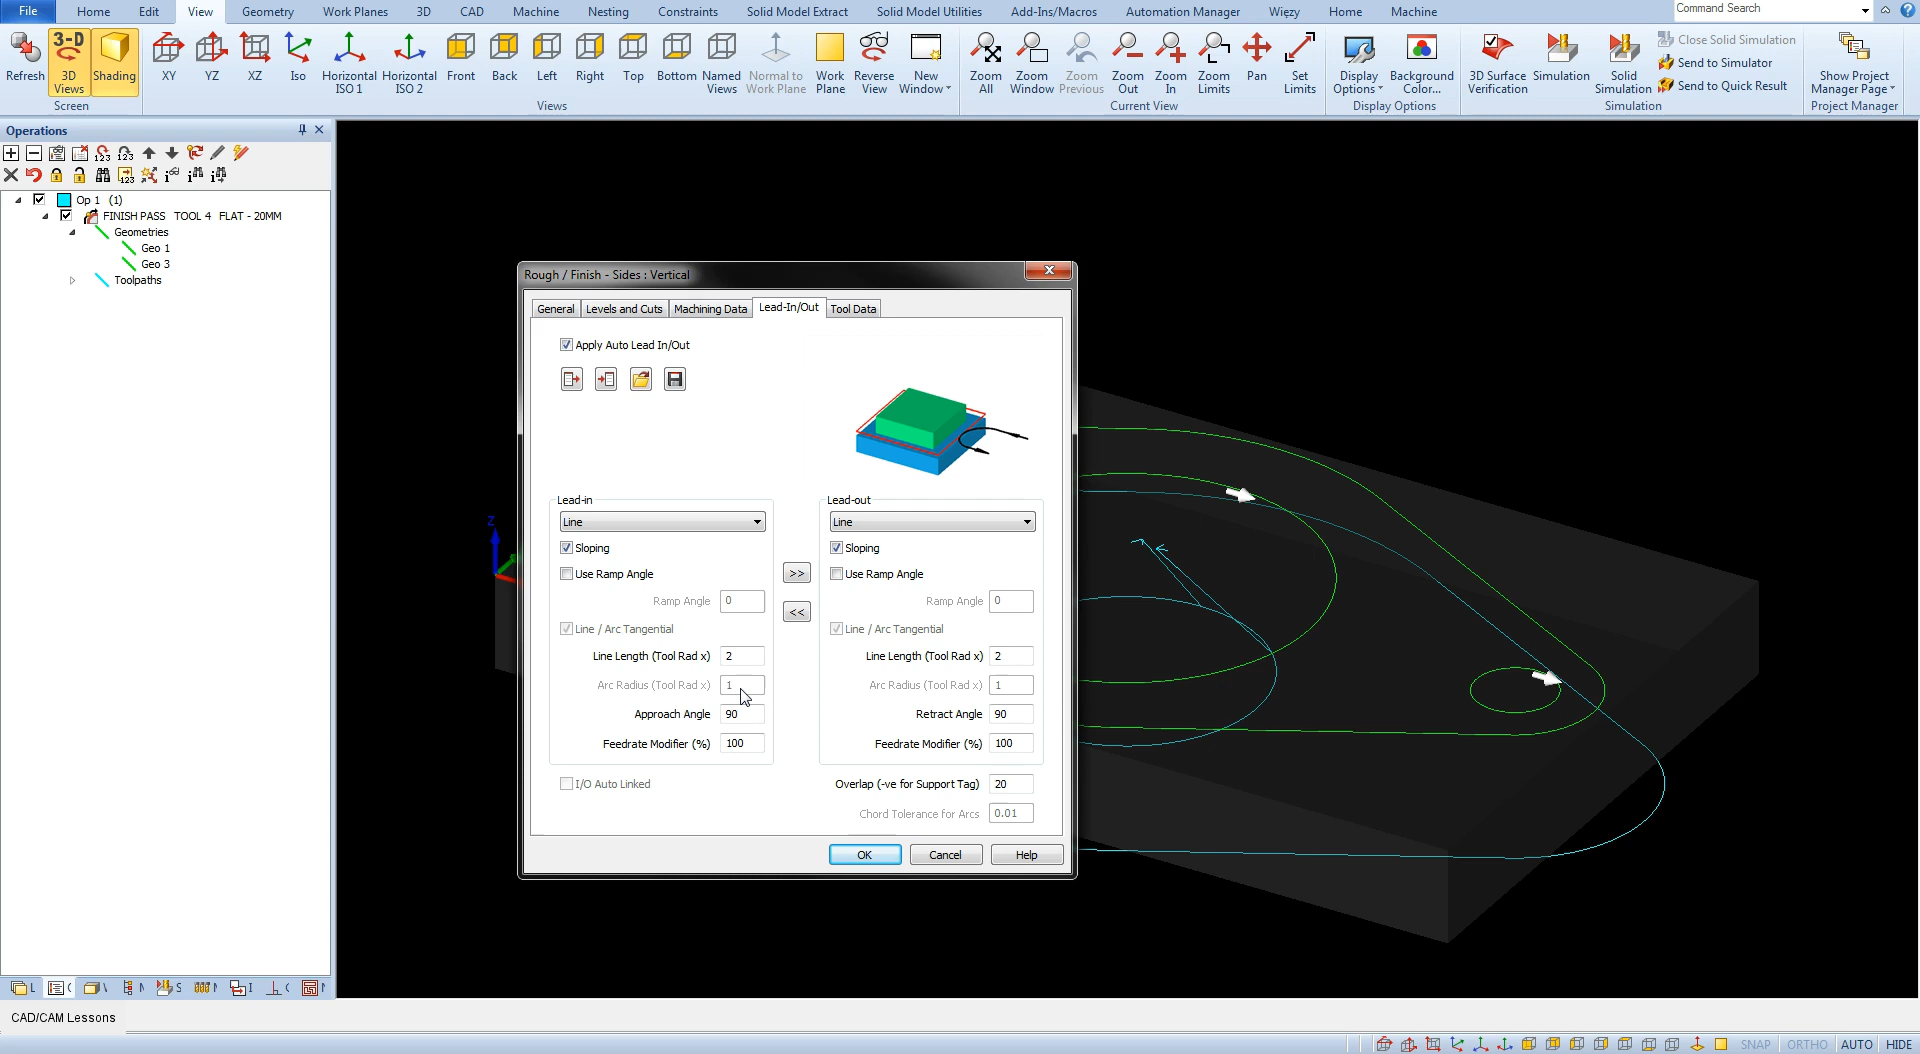 File Home Edit View Geometry Work Planes 3D CAD Machine Nesting Constraints Solid Model Extract Solid Model Utilities Add-Ins/Macros Automation Manager Więzy Home Machine Command Search
Refresh 3D Views Shading XY YZ XZ Iso Horizontal ISO 1 Horizontal ISO 2 Front Back Left Right Top Bottom Named Views Normal to Work Plane Work Plane Reverse View New Window Zoom All Zoom Window Zoom Previous Zoom Out Zoom In Zoom Limits Pan Set Limits Display Options Background Color... 3D Surface Verification Simulation Solid Simulation Close Solid Simulation Send to Simulator Send to Quick Result Show Project Manager Page
Screen Views Current View Display Options Simulation Project Manager
Operations
Op 1 (1)
FINISH PASS TOOL 4 FLAT - 20MM
Geometries
Geo 1
Geo 3
Toolpaths
Z
Rough / Finish - Sides : Vertical
General Levels and Cuts Machining Data Lead-In/Out Tool Data
Apply Auto Lead In/Out
Lead-in Lead-out
Line Line
Sloping Sloping
Use Ramp Angle >> Use Ramp Angle
Ramp Angle 0 << Ramp Angle 0
Line / Arc Tangential Line / Arc Tangential
Line Length (Tool Rad x) 2 Line Length (Tool Rad x) 2
Arc Radius (Tool Rad x) 1 Arc Radius (Tool Rad x) 1
Approach Angle 90 Retract Angle 90
Feedrate Modifier (%) 100 Feedrate Modifier (%) 100
I/O Auto Linked Overlap (-ve for Support Tag) 20
Chord Tolerance for Arcs 0.01
OK Cancel Help
CAD/CAM Lessons
SNAP ORTHO AUTO HIDE